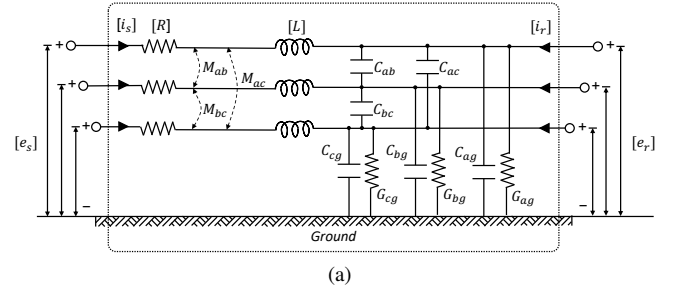 [i_s] [R] [L] [i_r]
+ +
M_ab C_ab C_ac
+ M_ac +
M_bc C_bc
+ +
[e_s] [e_r]
C_cg C_bg C_ag
− G_cg G_bg G_ag −
Ground
(a)